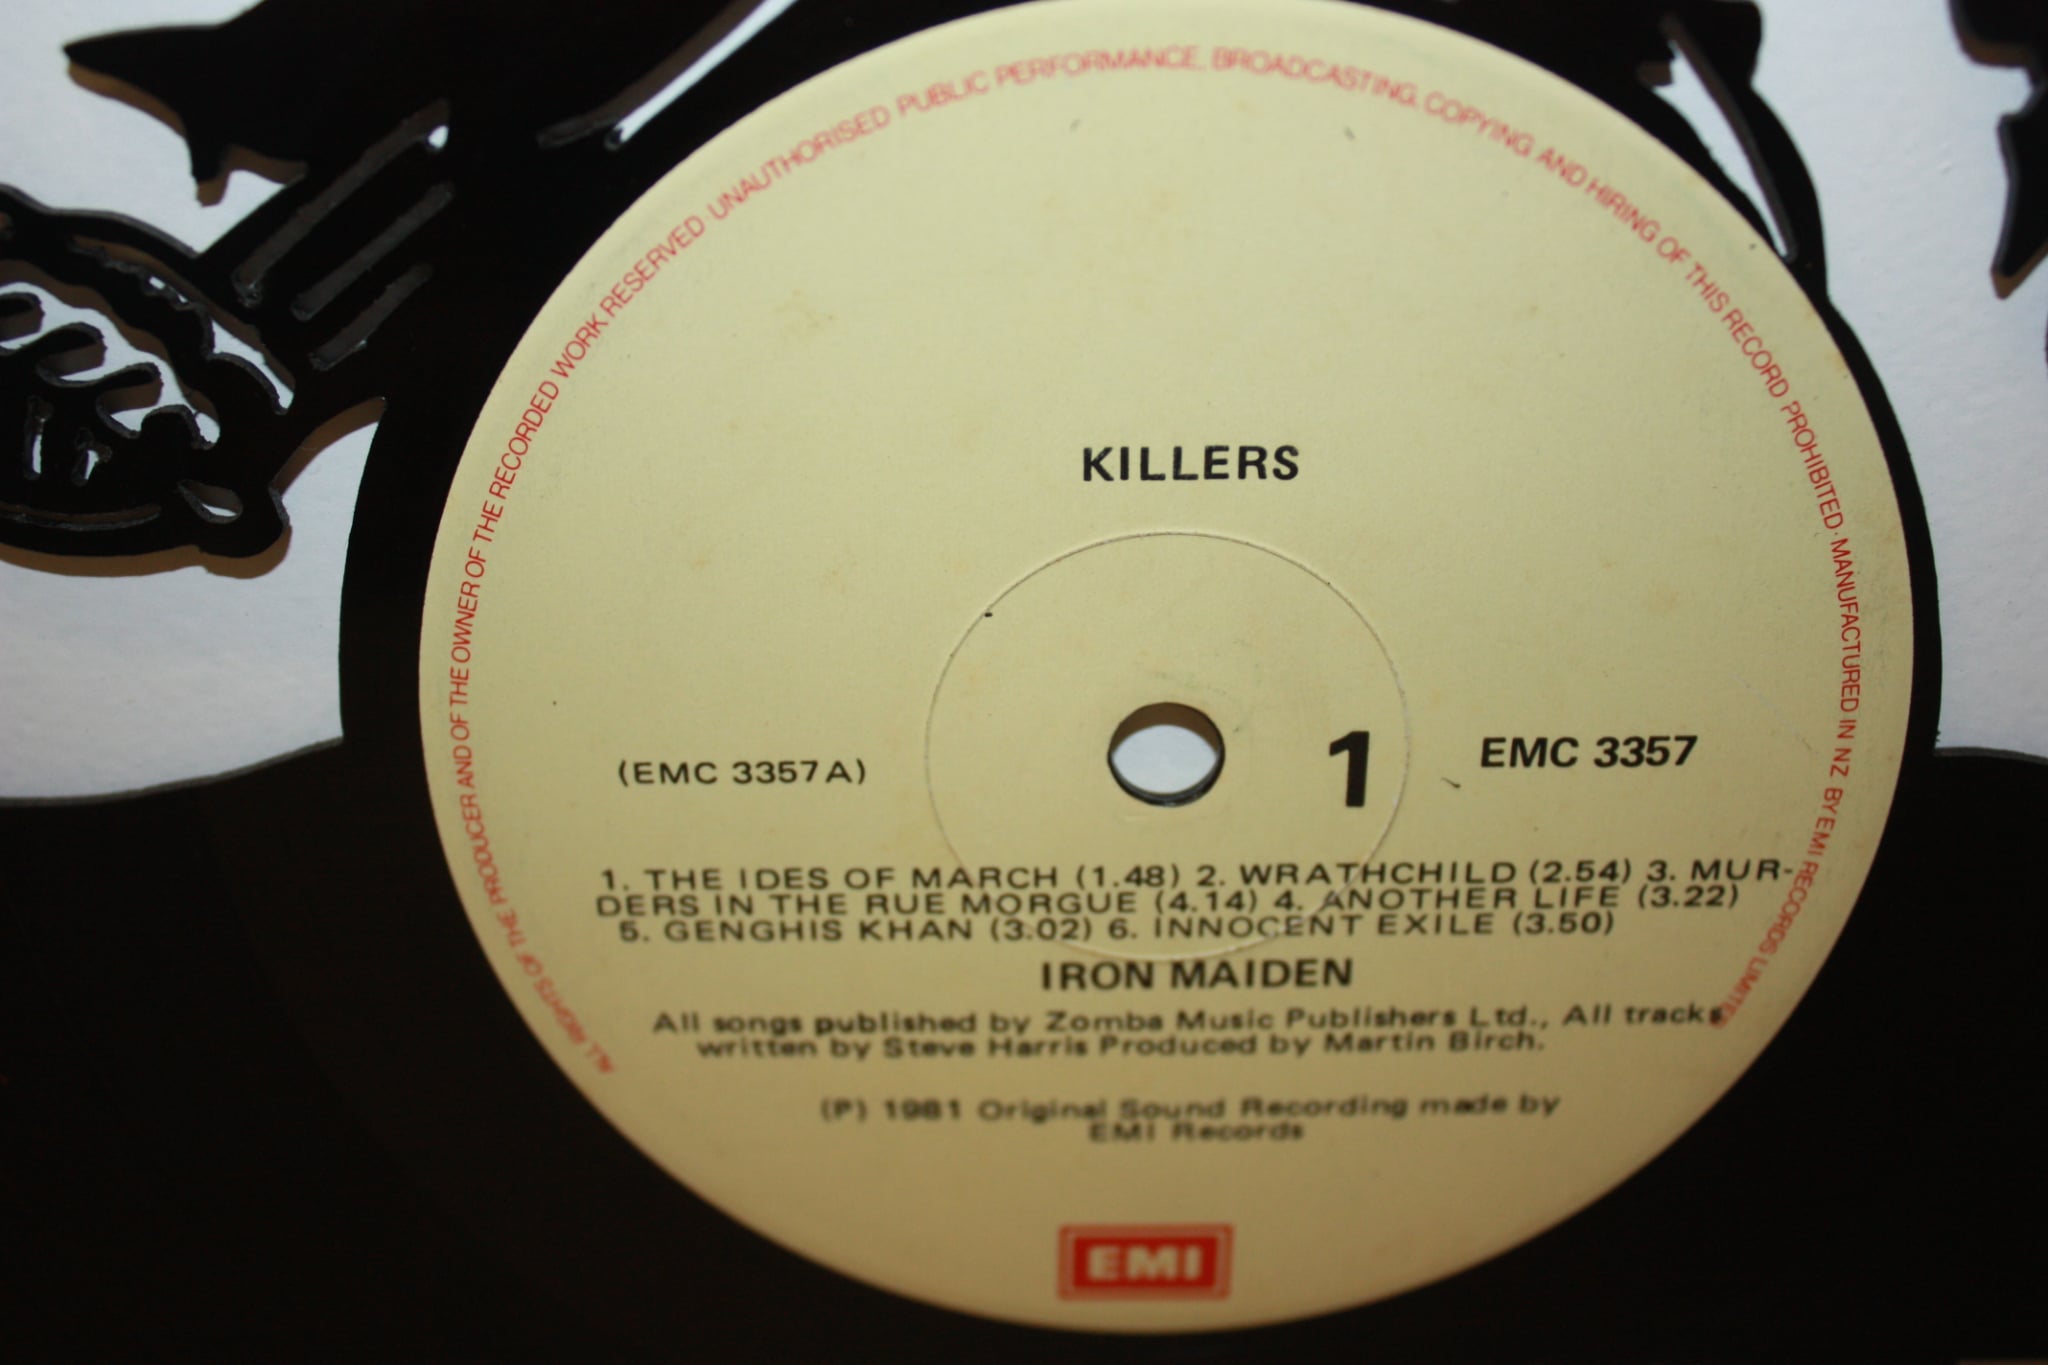 ALL RIGHTS OF THE PRODUCER AND OF THE OWNER OF THE RECORDED WORK RESERVED · UNAUTHORISED PUBLIC PERFORMANCE, BROADCASTING, COPYING AND HIRING OF THIS RECORD PROHIBITED · MANUFACTURED IN NZ BY EMI RECORDS LIMITED
KILLERS
(EMC 3357A)
1
EMC 3357
1. THE IDES OF MARCH (1.48) 2. WRATHCHILD (2.54) 3. MUR-
DERS IN THE RUE MORGUE (4.14) 4. ANOTHER LIFE (3.22)
5. GENGHIS KHAN (3.02) 6. INNOCENT EXILE (3.50)
IRON MAIDEN
All songs published by Zomba Music Publishers Ltd., All tracks
written by Steve Harris Produced by Martin Birch.
(P) 1981 Original Sound Recording made by
EMI Records
EMI